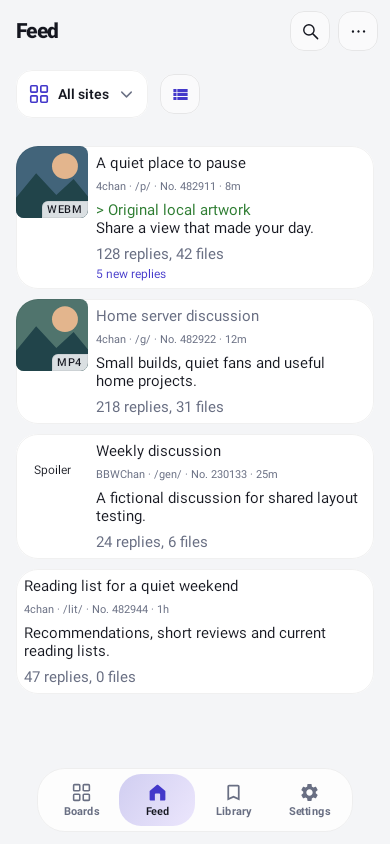 Feed
All sites
A quiet place to pause
4chan · /p/ · No. 482911 · 8m
WEBM
> Original local artwork
Share a view that made your day.
128 replies, 42 files
5 new replies
Home server discussion
4chan · /g/ · No. 482922 · 12m
MP4
Small builds, quiet fans and useful
home projects.
218 replies, 31 files
Weekly discussion
Spoiler
BBWChan · /gen/ · No. 230133 · 25m
A fictional discussion for shared layout
testing.
24 replies, 6 files
Reading list for a quiet weekend
4chan · /lit/ · No. 482944 · 1h
Recommendations, short reviews and current
reading lists.
47 replies, 0 files
Boards
Feed
Library
Settings